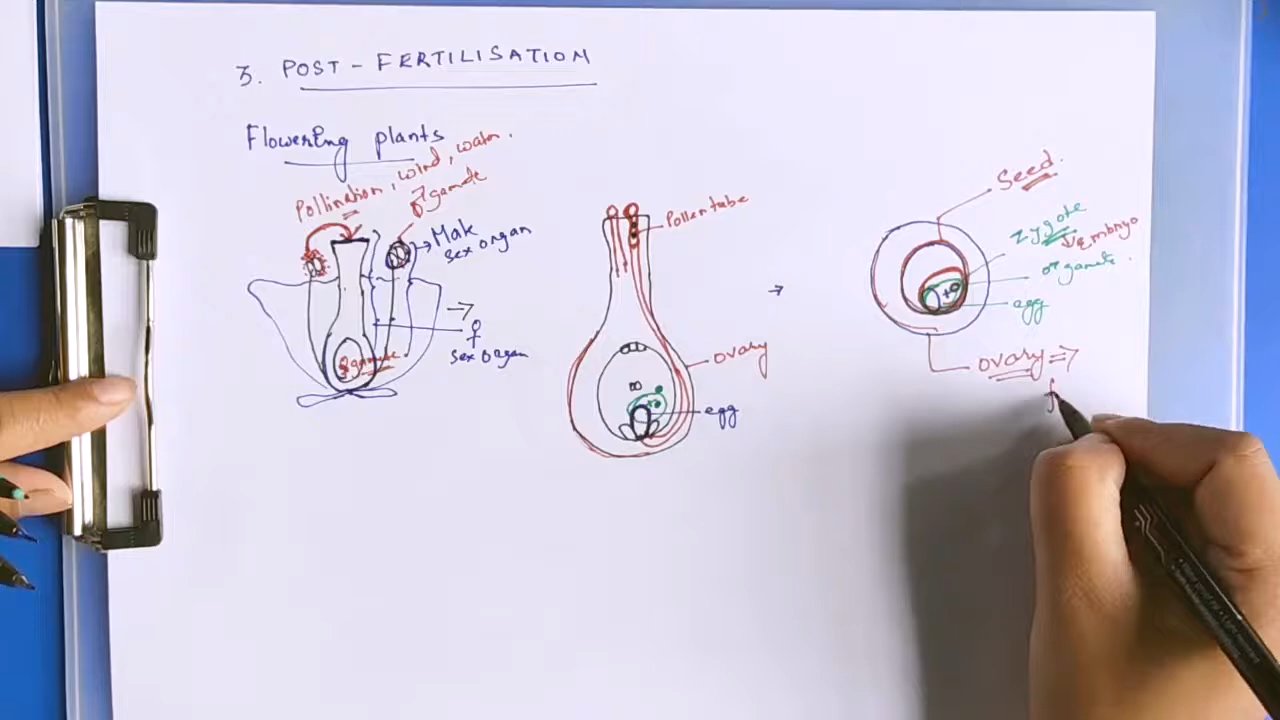 3. POST - FERTILISATION
Flowering plants
Pollination, wind, water.
♂ gamete
Male
sex organ
♀
sex organ
♀ gamete
Pollen tube
ovary
egg
Seed.
zygote
↓ Embryo
♂ gamete.
egg
ovary ⇒
f